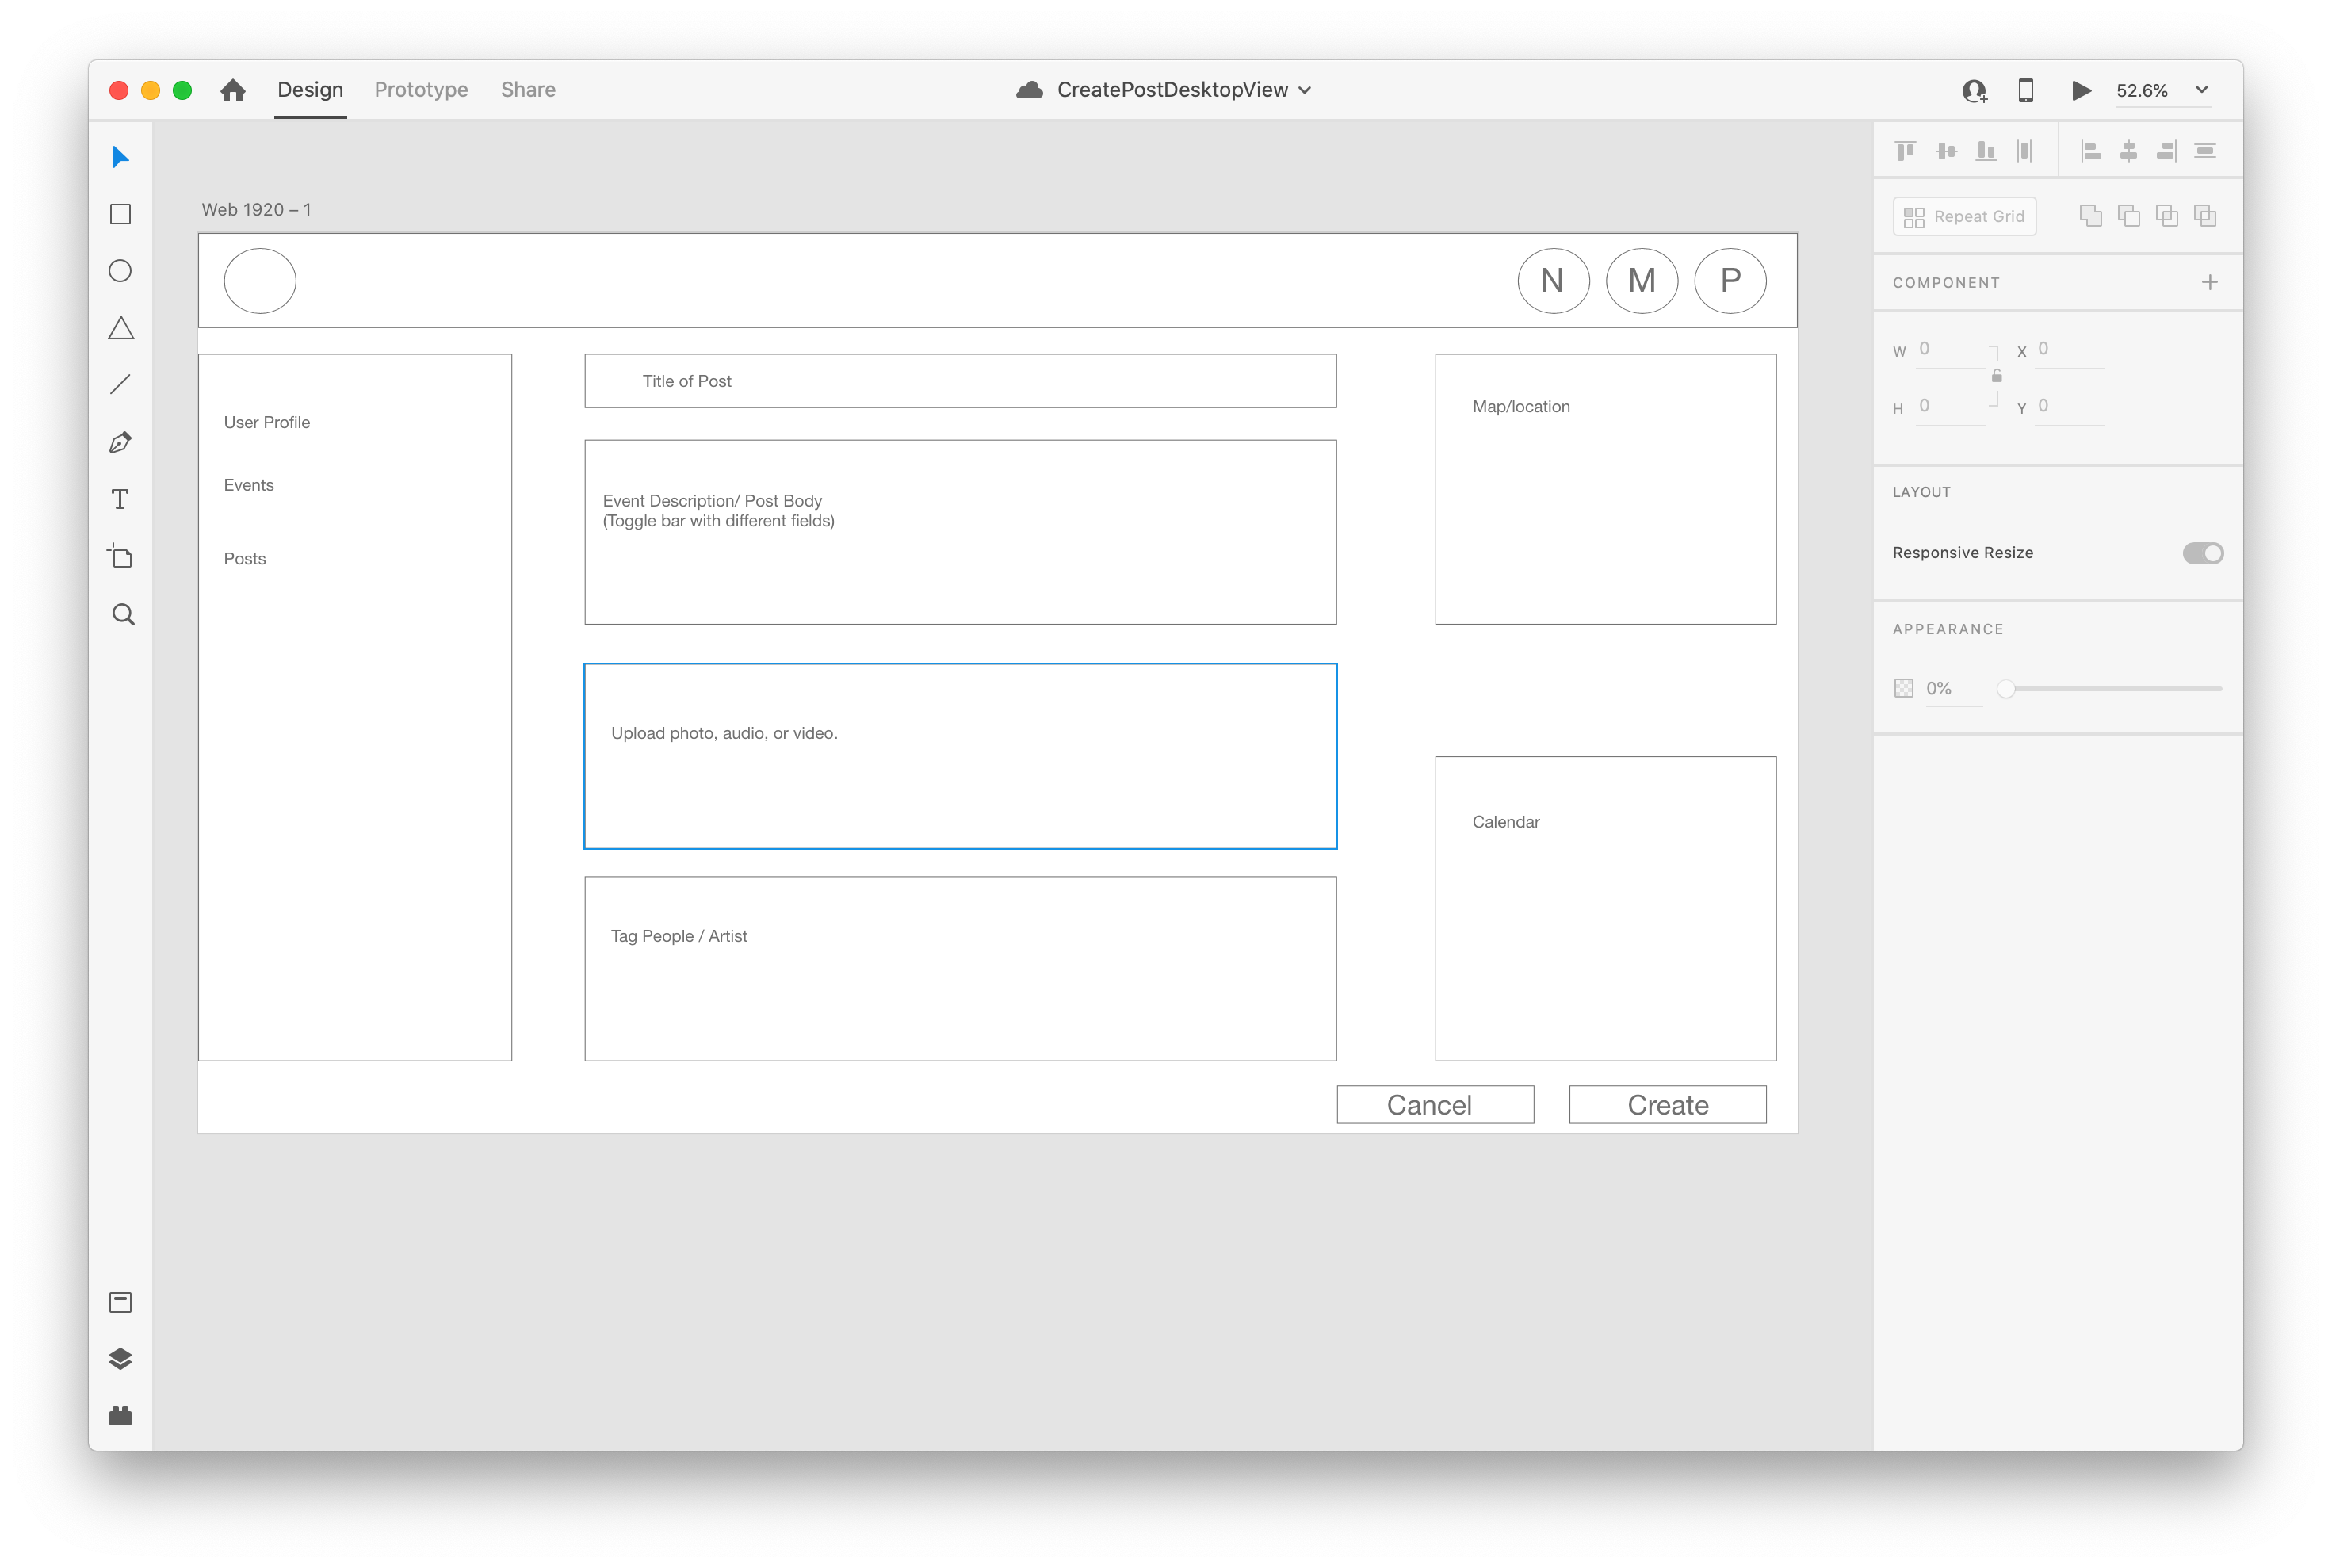 Design Prototype Share CreatePostDesktopView 52.6%
Web 1920 – 1
N M P
User Profile
Events
Posts
Title of Post
Event Description/ Post Body
(Toggle bar with different fields)
Upload photo, audio, or video.
Tag People / Artist
Map/location
Calendar
Cancel Create
Repeat Grid
COMPONENT
W 0 X 0
H 0 Y 0
LAYOUT
Responsive Resize
APPEARANCE
0%